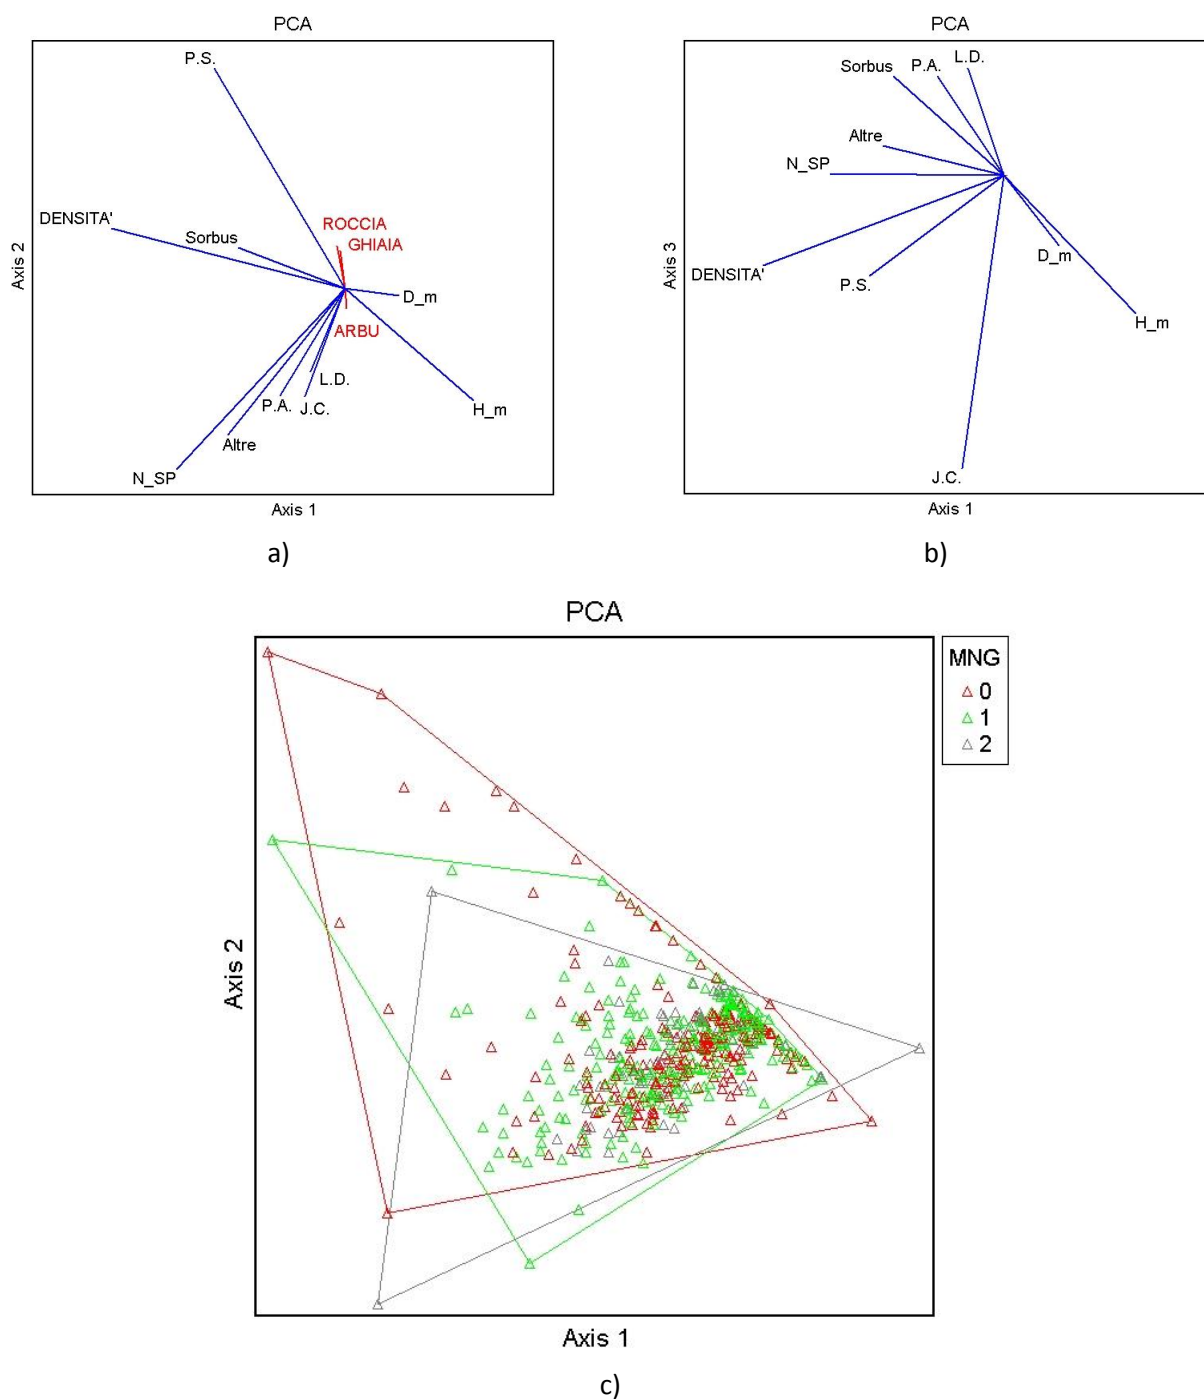 PCA
P.S.
DENSITA'
Sorbus
ROCCIA
GHIAIA
D_m
ARBU
L.D.
P.A.
J.C.
H_m
Altre
N_SP
Axis 2
Axis 1
a)
PCA
L.D.
P.A.
Sorbus
Altre
N_SP
D_m
DENSITA'
P.S.
H_m
J.C.
Axis 3
Axis 1
b)
PCA
MNG
0
1
2
Axis 2
Axis 1
c)